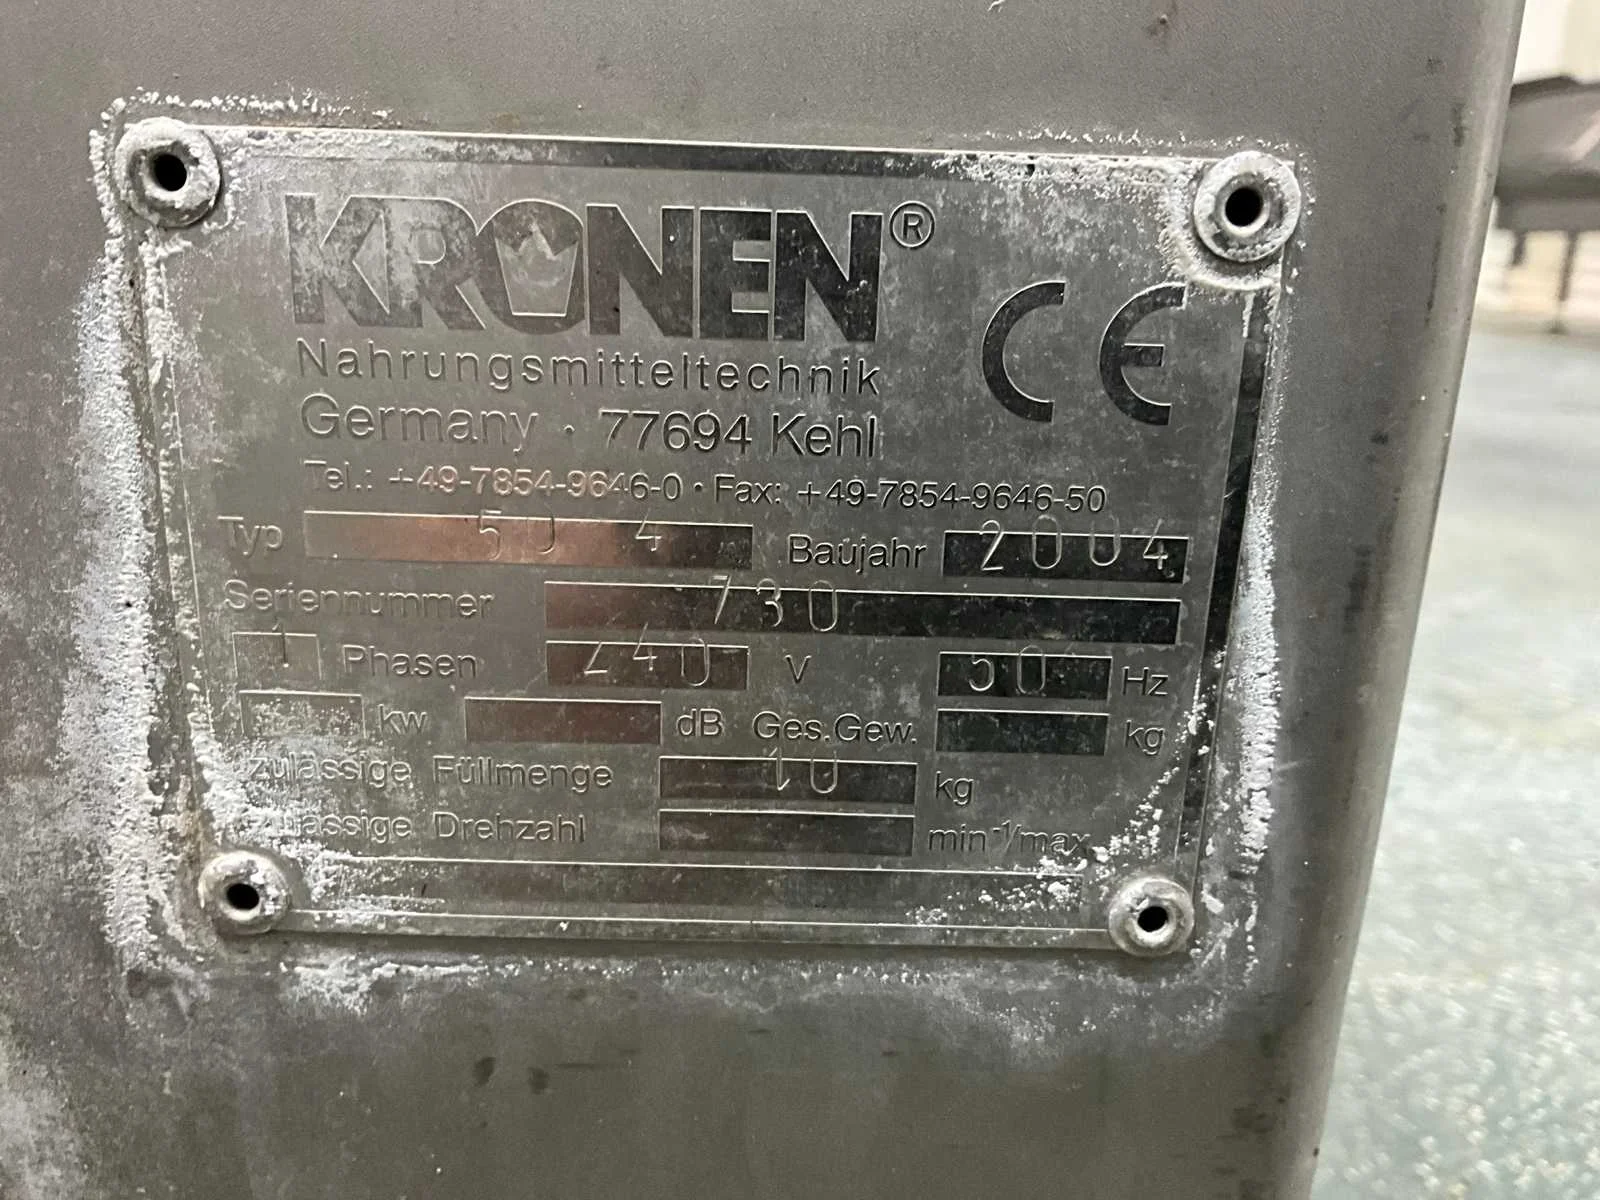 KRONEN®
CE
Nahrungsmitteltechnik
Germany · 77694 Kehl
Tel.: +49-7854-9646-0 · Fax: +49-7854-9646-50
Typ 50 4 Baujahr 2004
Seriennummer 730
1 Phasen 240 V 50 Hz
kw dB Ges.Gew. kg
zulässige Füllmenge 10 kg
zulässige Drehzahl min⁻¹/max